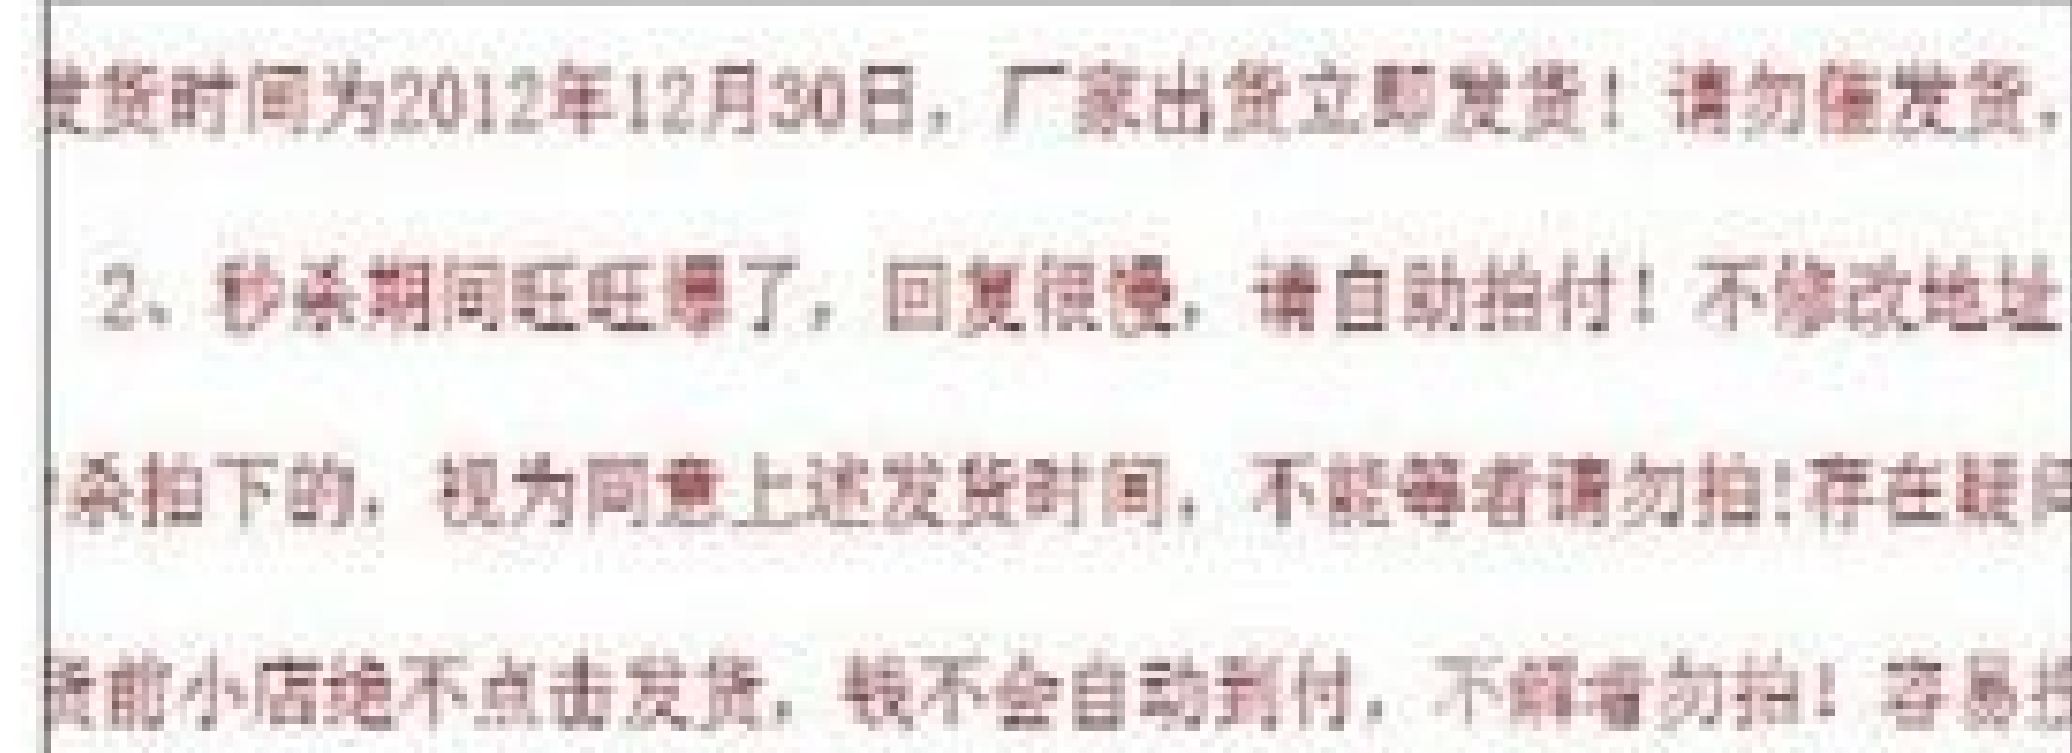 发货时间为2012年12月30日，厂家出货立即发货！请勿催发货，
2、秒杀期间旺旺爆了，回复很慢，请自助拍付！不修改地址
杀拍下的，视为同意上述发货时间，不能等者请勿拍！存在疑问
货前小店绝不点击发货，钱不会自动到付，不解者勿拍！容易